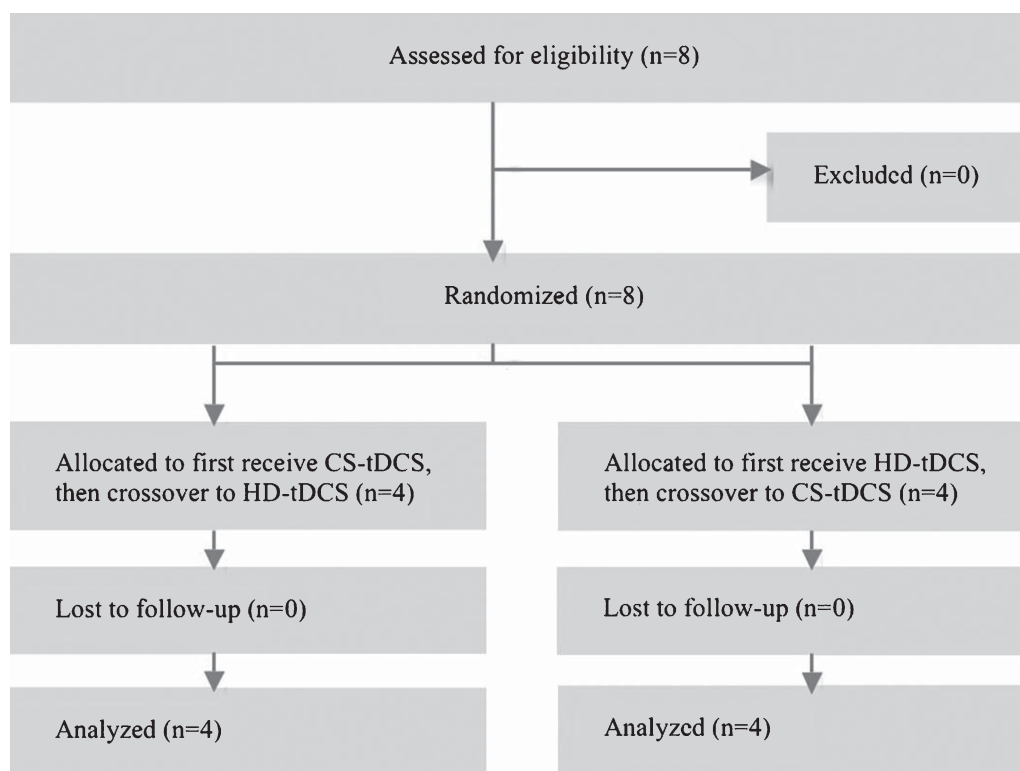 Assessed for eligibility (n=8)
Excluded (n=0)
Randomized (n=8)
Allocated to first receive CS-tDCS,
then crossover to HD-tDCS (n=4)
Allocated to first receive HD-tDCS,
then crossover to CS-tDCS (n=4)
Lost to follow-up (n=0)
Lost to follow-up (n=0)
Analyzed (n=4)
Analyzed (n=4)